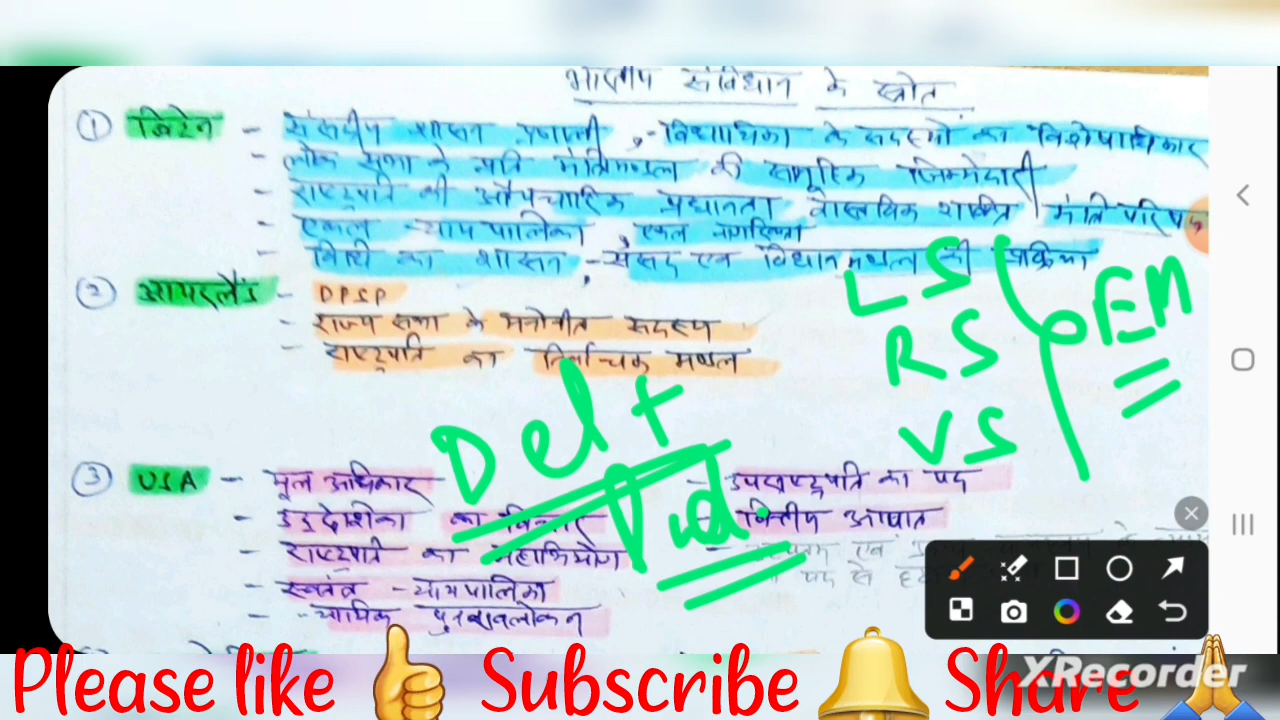 भारतीय संविधान के स्रोत
① ब्रिटेन - संसदीय शासन प्रणाली, - विधायिका के सदस्यों का विशेषाधिकार
- लोक सभा के प्रति मंत्रिमण्डल की सामूहिक जिम्मेदारी
- राष्ट्रपति की औपचारिक प्रधानता वास्तविक शक्ति मंत्रि परिषद
- एकल न्यायपालिका, एकल नागरिकता
- विधि का शासन, - संसद एवं विधान मण्डल की प्रक्रिया
② आयरलैंड - DPSP
- राज्य सभा के मनोनीत सदस्य
- राष्ट्रपति का निर्वाचक मण्डल
LS
RS
VS
EM
③ USA - मूल अधिकार - उपराष्ट्रपति का पद
- उद्देशिका का विचार - वित्तीय आपात
- राष्ट्रपति का महाभियोग - एवं
- स्वतंत्र न्यायपालिका पद से
- न्यायिक पुनरावलोकन
Please like 👍 Subscribe 🔔 Share 🙏
XRecorder